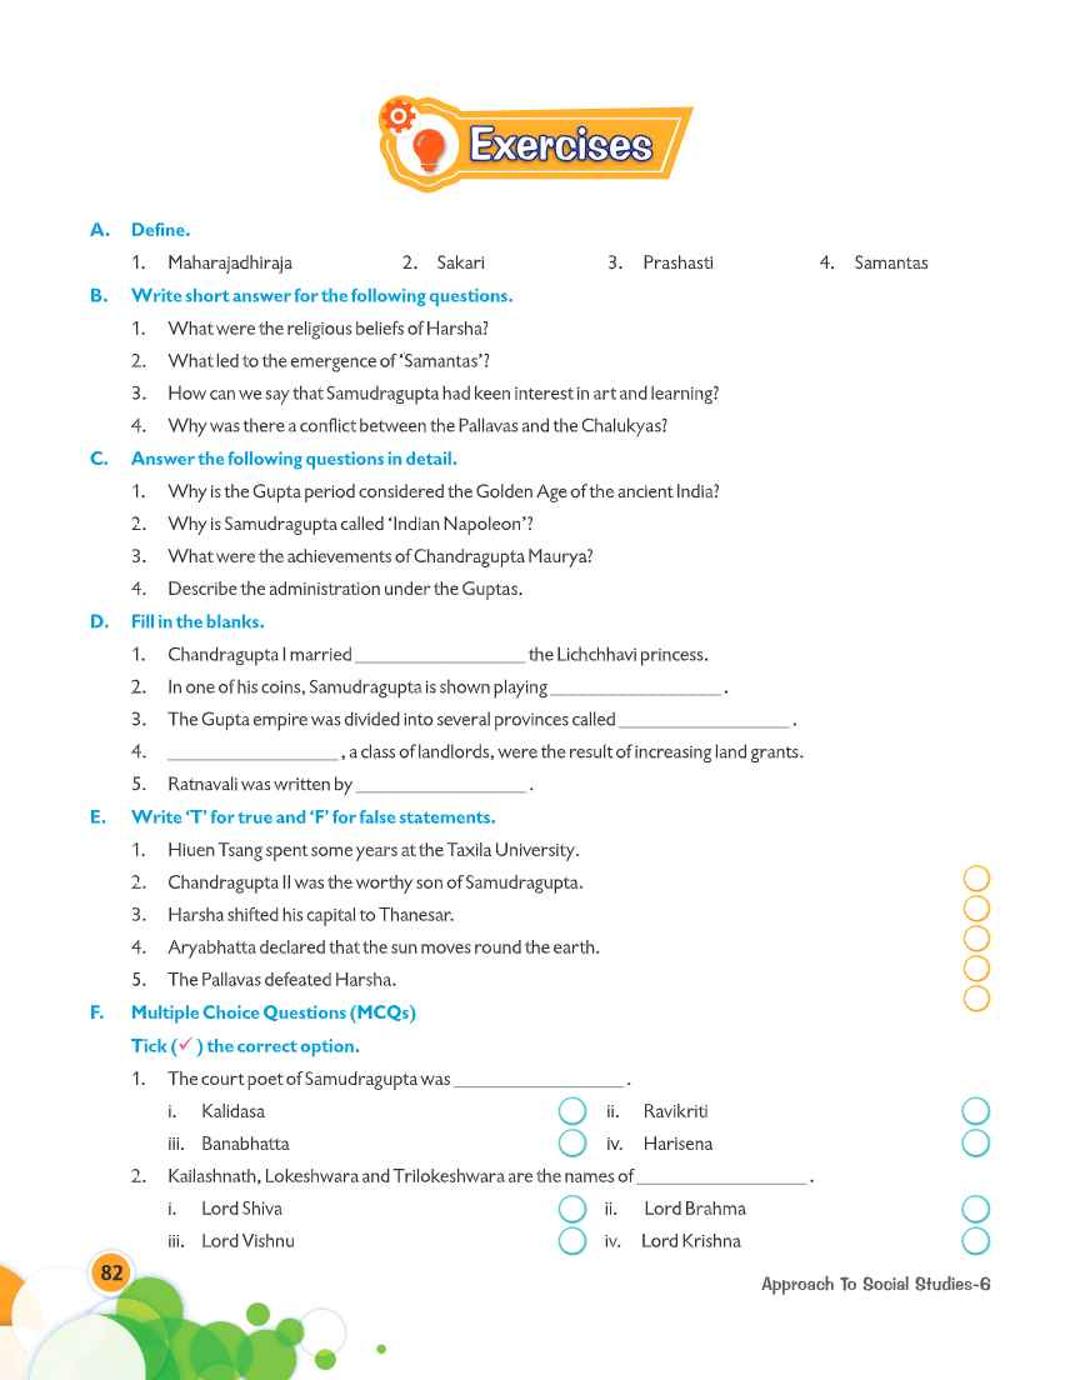 Exercises
A. Define.
1. Maharajadhiraja 2. Sakari 3. Prashasti 4. Samantas
B. Write short answer for the following questions.
1. What were the religious beliefs of Harsha?
2. What led to the emergence of ‘Samantas’?
3. How can we say that Samudragupta had keen interest in art and learning?
4. Why was there a conflict between the Pallavas and the Chalukyas?
C. Answer the following questions in detail.
1. Why is the Gupta period considered the Golden Age of the ancient India?
2. Why is Samudragupta called ‘Indian Napoleon’?
3. What were the achievements of Chandragupta Maurya?
4. Describe the administration under the Guptas.
D. Fill in the blanks.
1. Chandragupta I married _________________ the Lichchhavi princess.
2. In one of his coins, Samudragupta is shown playing _________________ .
3. The Gupta empire was divided into several provinces called _________________ .
4. _________________ , a class of landlords, were the result of increasing land grants.
5. Ratnavali was written by _________________ .
E. Write ‘T’ for true and ‘F’ for false statements.
1. Hiuen Tsang spent some years at the Taxila University.
2. Chandragupta II was the worthy son of Samudragupta.
3. Harsha shifted his capital to Thanesar.
4. Aryabhatta declared that the sun moves round the earth.
5. The Pallavas defeated Harsha.
F. Multiple Choice Questions (MCQs)
Tick (✓) the correct option.
1. The court poet of Samudragupta was _________________ .
i. Kalidasa ii. Ravikriti
iii. Banabhatta iv. Harisena
2. Kailashnath, Lokeshwara and Trilokeshwara are the names of _________________ .
i. Lord Shiva ii. Lord Brahma
iii. Lord Vishnu iv. Lord Krishna
82
Approach To Social Studies-6